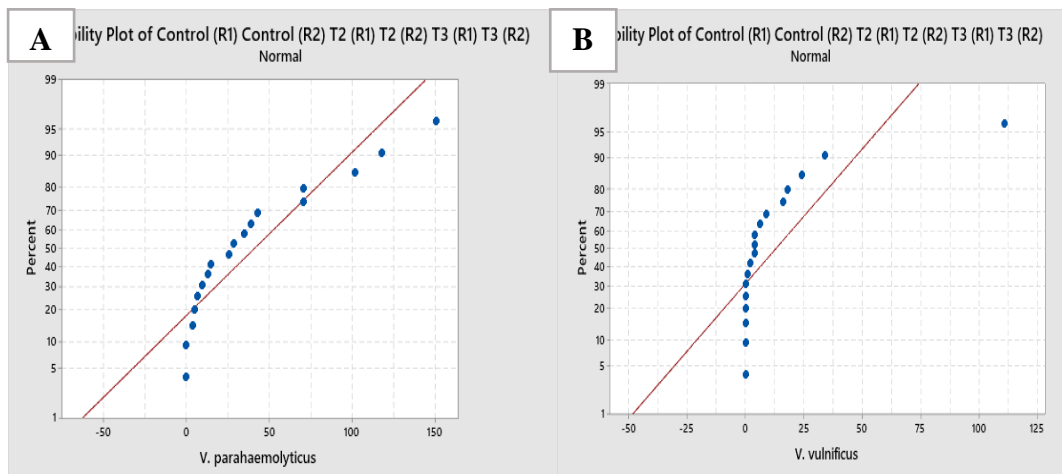 A
bility Plot of Control (R1) Control (R2) T2 (R1) T2 (R2) T3 (R1) T3 (R2)
Normal
99
95
90
80
70
60
50
40
30
20
10
5
1
Percent
-50 0 50 100 150
V. parahaemolyticus
B
bility Plot of Control (R1) Control (R2) T2 (R1) T2 (R2) T3 (R1) T3 (R2)
Normal
99
95
90
80
70
60
50
40
30
20
10
5
1
Percent
-50 -25 0 25 50 75 100 125
V. vulnificus